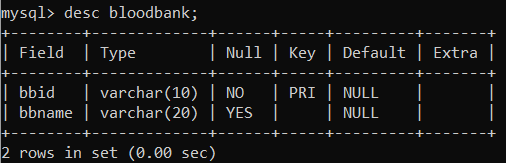 mysql> desc bloodbank;
+--------+-------------+------+-----+---------+-------+
| Field  | Type        | Null | Key | Default | Extra |
+--------+-------------+------+-----+---------+-------+
| bbid   | varchar(10) | NO   | PRI | NULL    |       |
| bbname | varchar(20) | YES  |     | NULL    |       |
+--------+-------------+------+-----+---------+-------+
2 rows in set (0.00 sec)